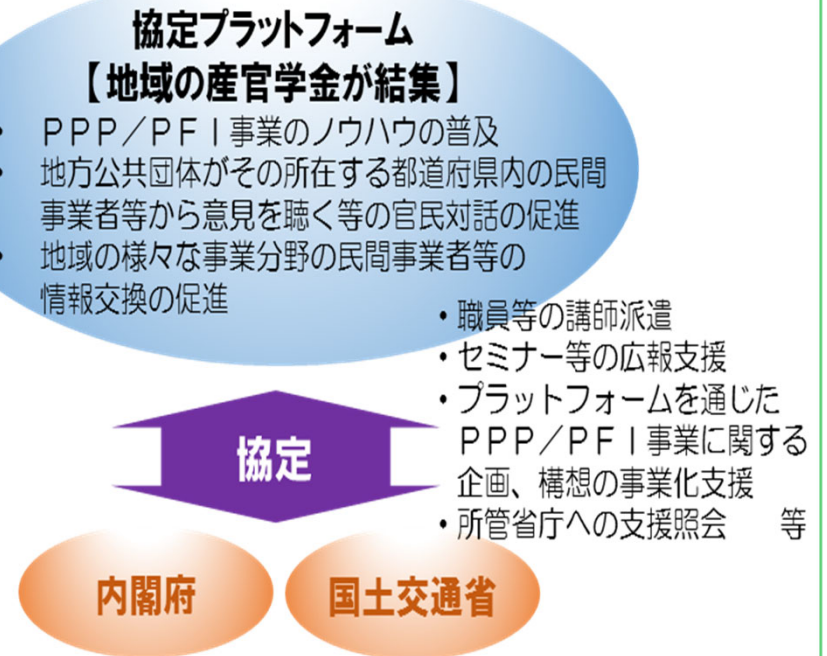 協定プラットフォーム
【地域の産官学金が結集】
・ ＰＰＰ／ＰＦＩ事業のノウハウの普及
・ 地方公共団体がその所在する都道府県内の民間
事業者等から意見を聴く等の官民対話の促進
・ 地域の様々な事業分野の民間事業者等の
情報交換の促進
・職員等の講師派遣
・セミナー等の広報支援
・プラットフォームを通じた
ＰＰＰ／ＰＦＩ事業に関する
企画、構想の事業化支援
・所管省庁への支援照会　　等
協定
内閣府
国土交通省